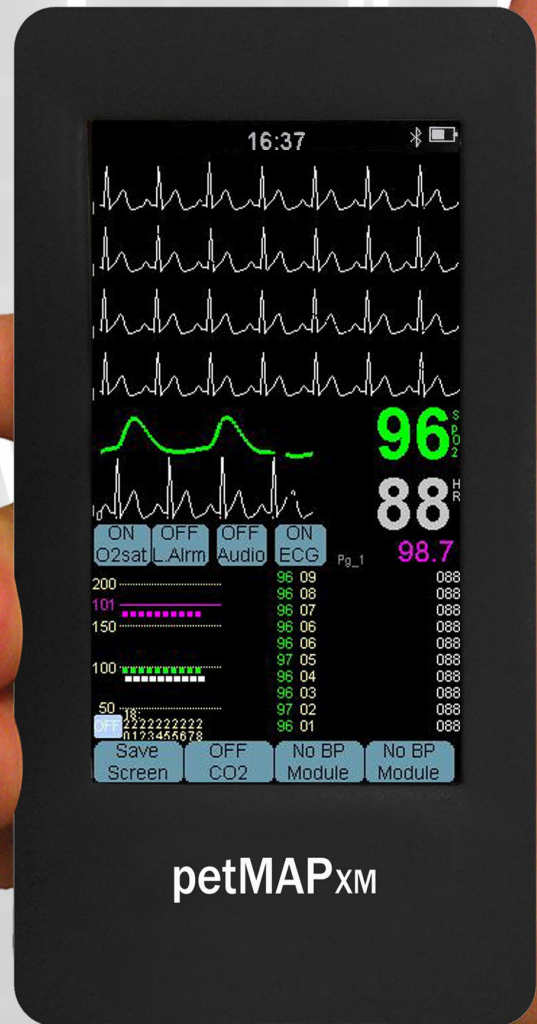 16:37
96 SpO2
88 HR
ON OFF OFF ON
O2sat L.Alrm Audio ECG Pg_1 98.7
200
101
150
100
50
96 09 088
96 08 088
96 07 088
96 06 088
96 06 088
97 05 088
96 04 088
96 03 088
97 02 088
96 01 088
18:
OFF 2222222222
0123455678
Save OFF No BP No BP
Screen CO2 Module Module
petMAPXM